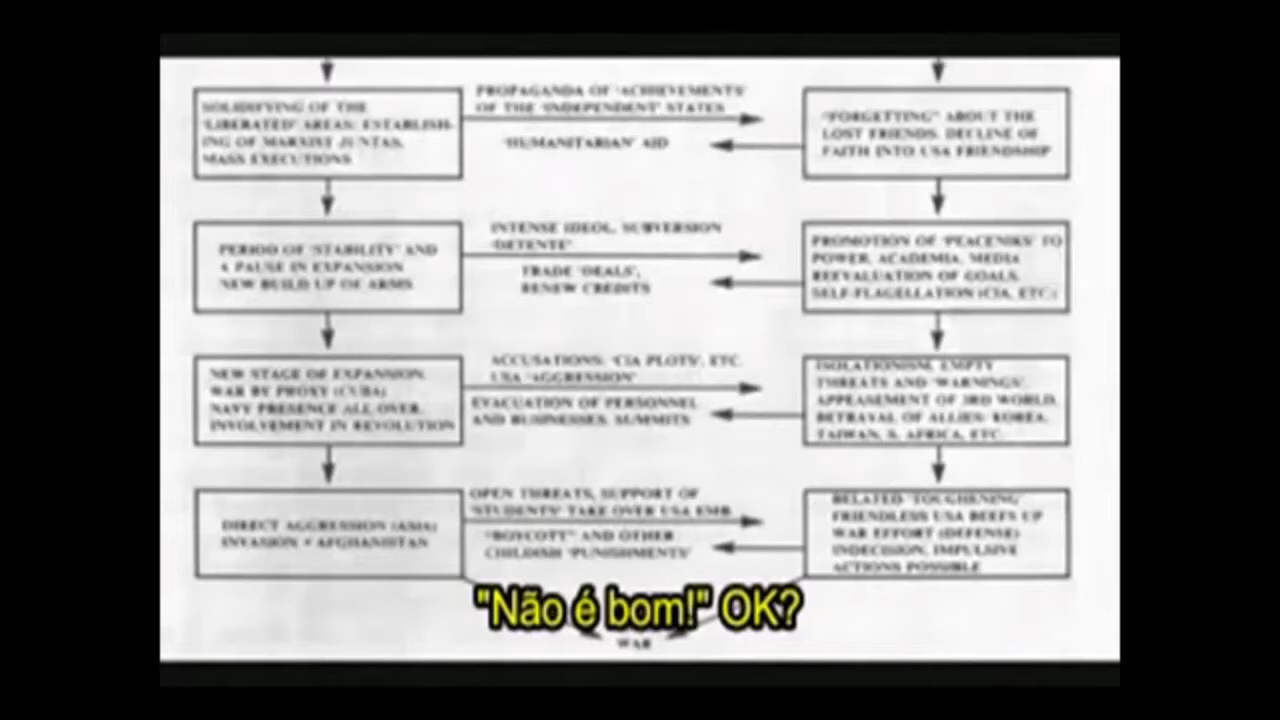 SOLIDIFYING OF THE
'LIBERATED' AREAS: ESTABLISH-
ING OF MARXIST JUNTAS,
MASS EXECUTIONS
PROPAGANDA OF 'ACHIEVEMENTS'
OF THE 'INDEPENDENT' STATES
'HUMANITARIAN' AID
"FORGETTING" ABOUT THE
LOST FRIENDS. DECLINE OF
FAITH INTO USA FRIENDSHIP
PERIOD OF 'STABILITY' AND
A PAUSE IN EXPANSION
NEW BUILD UP OF ARMS
INTENSE IDEOL. SUBVERSION
'DETENTE'
TRADE 'DEALS',
RENEW CREDITS
PROMOTION OF 'PEACENIKS' TO
POWER, ACADEMIA, MEDIA
REEVALUATION OF GOALS,
SELF-FLAGELLATION (CIA, ETC.)
NEW STAGE OF EXPANSION,
WAR BY PROXY (CUBA)
NAVY PRESENCE ALL OVER,
INVOLVEMENT IN REVOLUTION
ACCUSATIONS: 'CIA PLOTS', ETC.
USA 'AGGRESSION'
EVACUATION OF PERSONNEL
AND BUSINESSES, SUMMITS
ISOLATIONISM, EMPTY
THREATS AND 'WARNINGS',
APPEASEMENT OF 3RD WORLD,
BETRAYAL OF ALLIES: KOREA,
TAIWAN, S. AFRICA, ETC.
DIRECT AGGRESSION (ASIA)
INVASION AFGHANISTAN
OPEN THREATS, SUPPORT OF
'STUDENTS' TAKE OVER USA EMB.
"BOYCOTT" AND OTHER
CHILDISH 'PUNISHMENTS'
BELATED 'TOUGHENING'
FRIENDLESS USA BEEFS UP
WAR EFFORT (DEFENSE)
INDECISION, IMPULSIVE
ACTIONS POSSIBLE
"Não é bom!" OK?
WAR